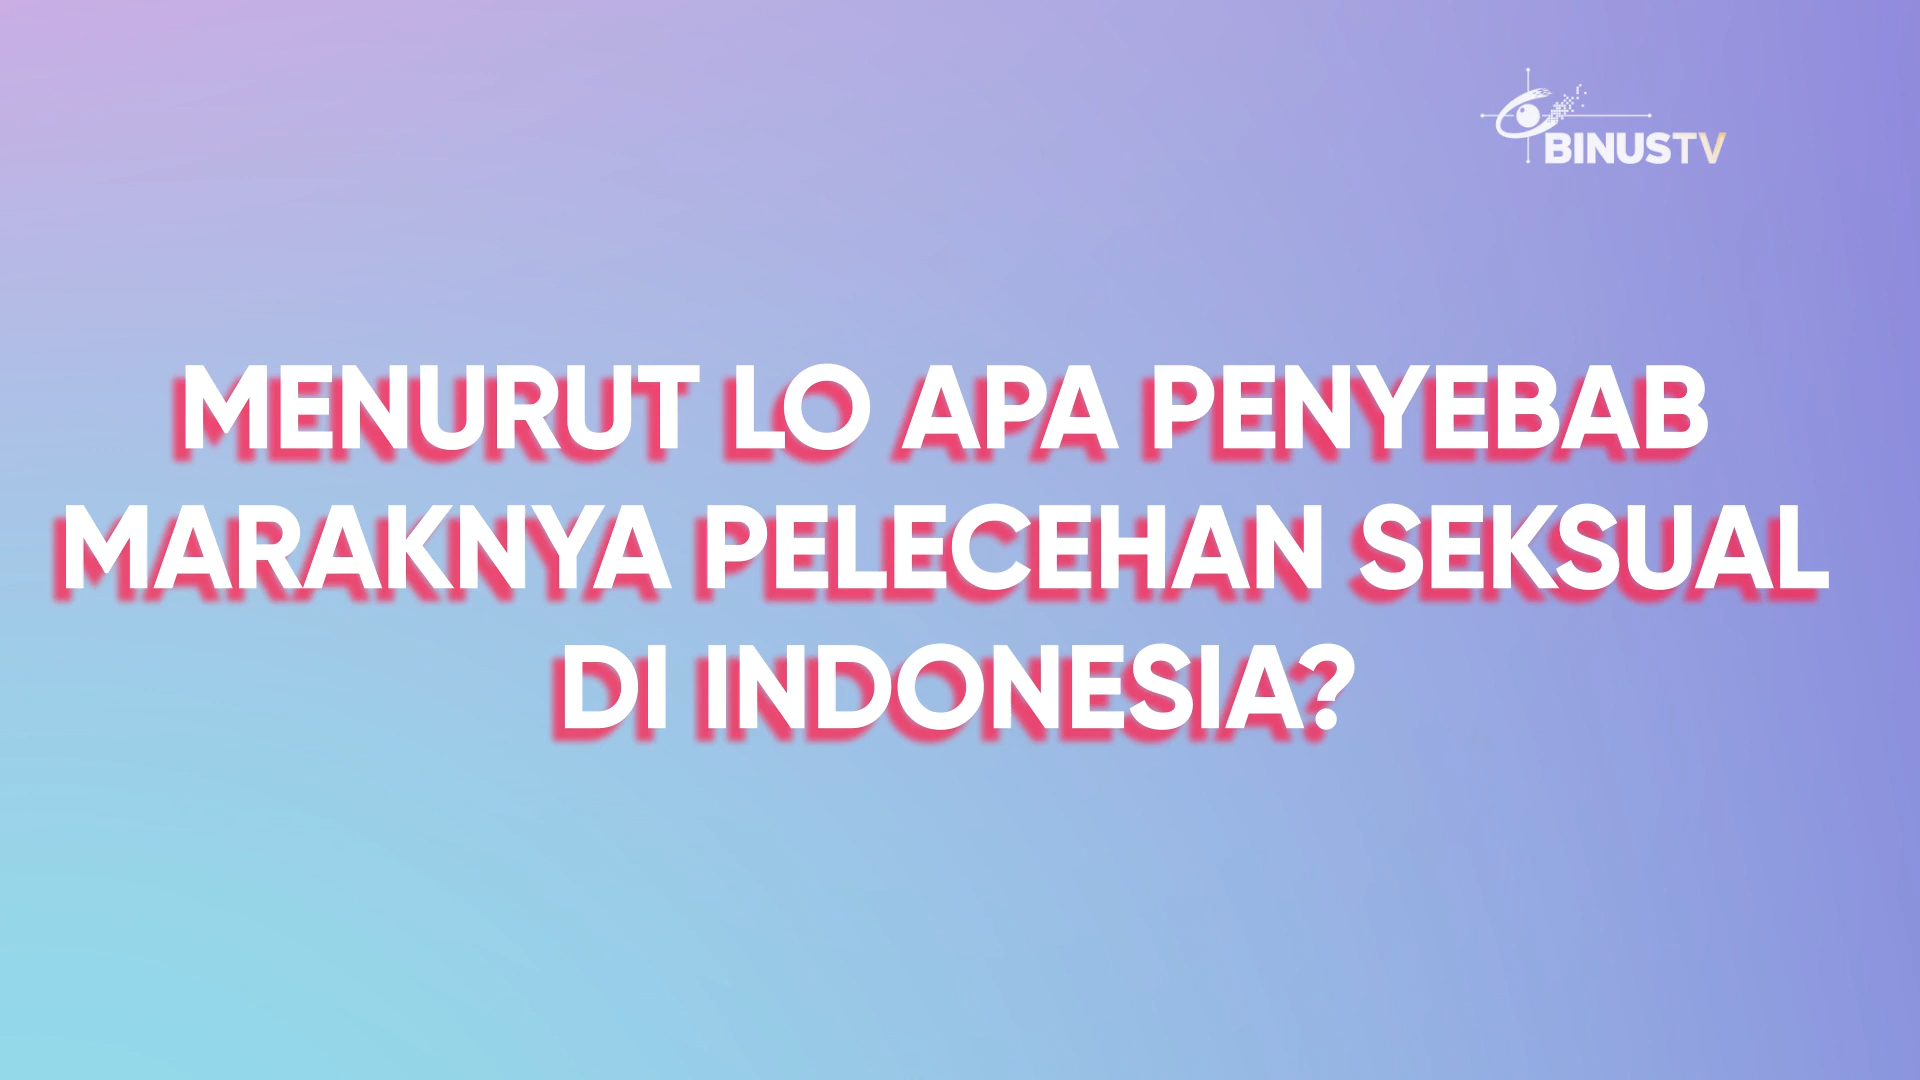 BINUSTV
MENURUT LO APA PENYEBAB
MARAKNYA PELECEHAN SEKSUAL
DI INDONESIA?